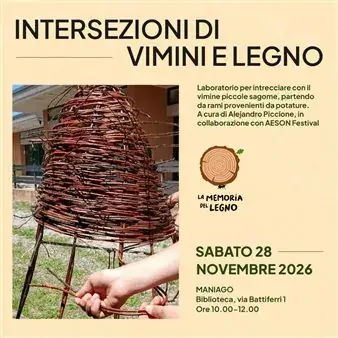 INTERSEZIONI DI
VIMINI E LEGNO
Laboratorio per intrecciare con il
vimine piccole sagome, partendo
da rami provenienti da potature.
A cura di Alejandro Piccione, in
collaborazione con AESON Festival
LA MEMORIA
DEL LEGNO
SABATO 28
NOVEMBRE 2026
MANIAGO
Biblioteca, via Battiferri 1
Ore 10.00-12.00